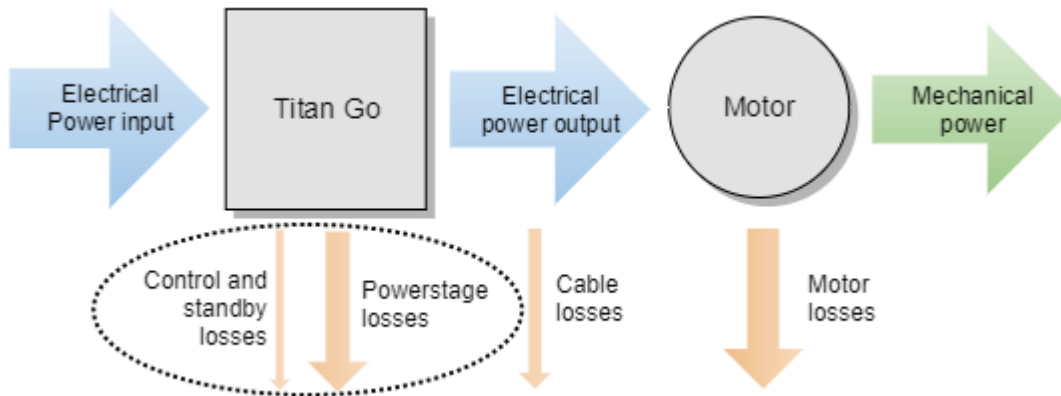 Electrical
Power input
Titan Go
Electrical
power output
Motor
Mechanical
power
Control and
standby
losses
Powerstage
losses
Cable
losses
Motor
losses